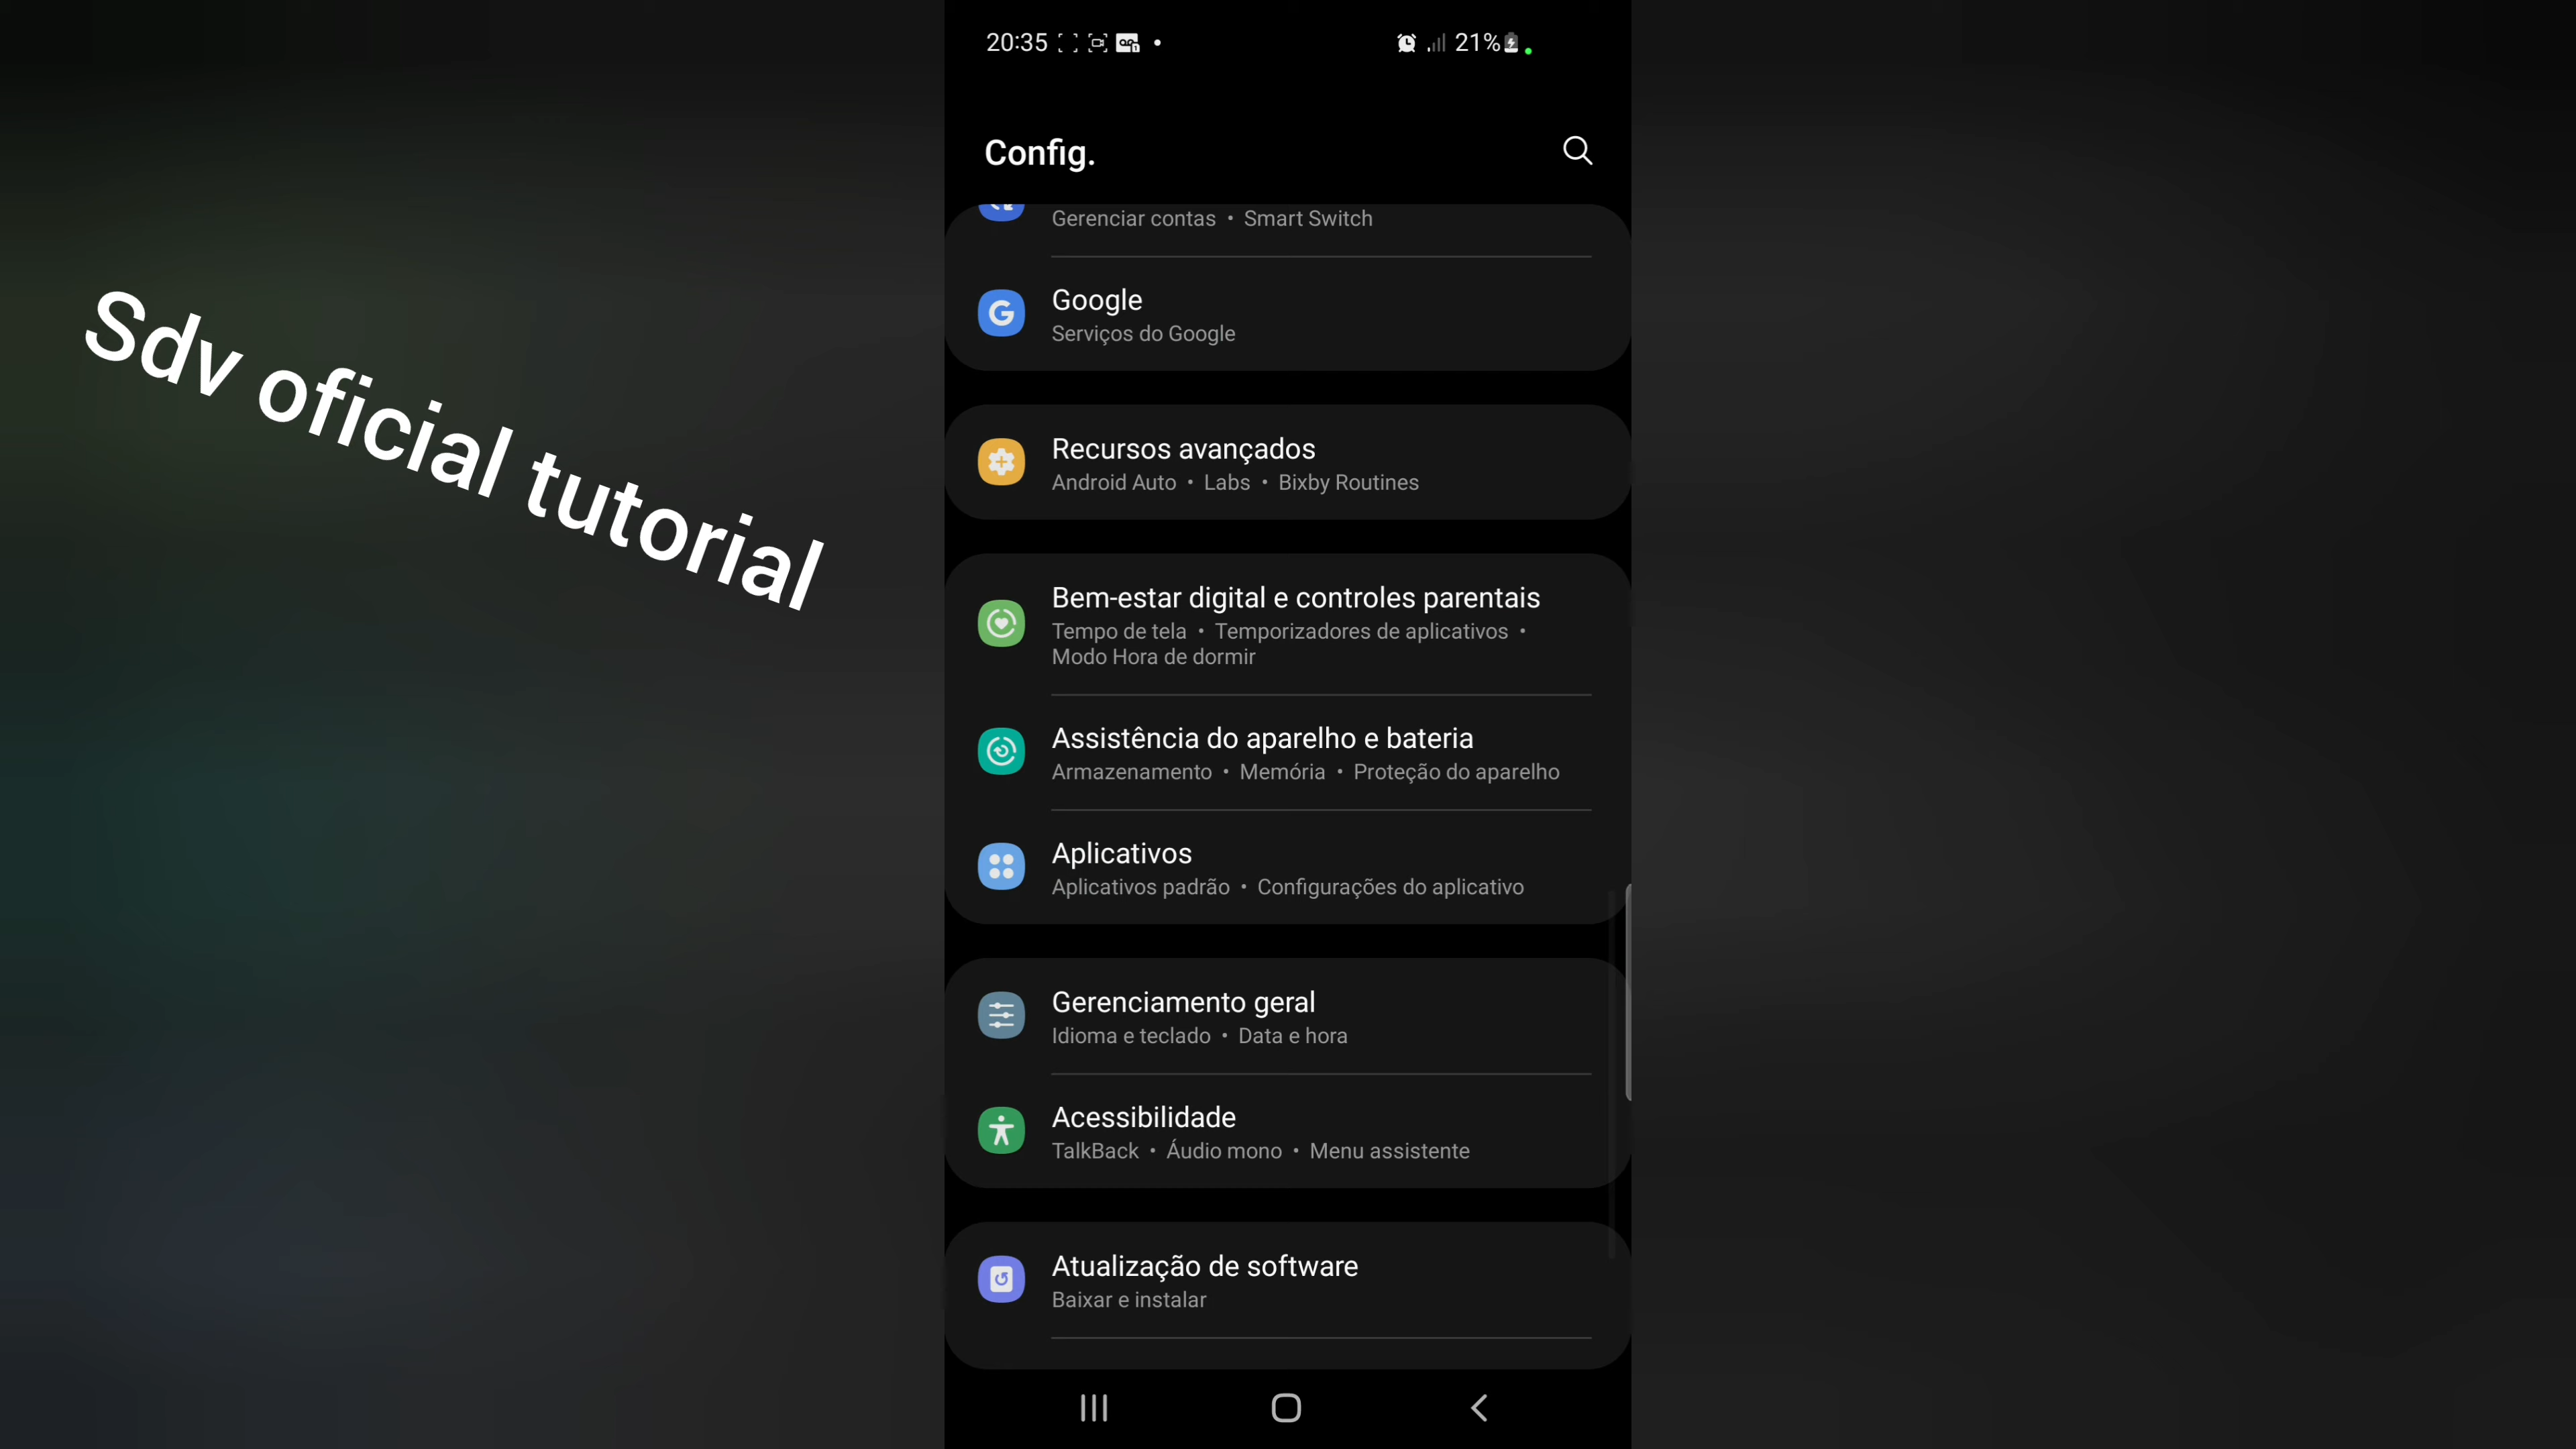 20:35
21%
Config.
Gerenciar contas • Smart Switch
Google
Serviços do Google
Sdv oficial tutorial
Recursos avançados
Android Auto • Labs • Bixby Routines
Bem-estar digital e controles parentais
Tempo de tela • Temporizadores de aplicativos •
Modo Hora de dormir
Assistência do aparelho e bateria
Armazenamento • Memória • Proteção do aparelho
Aplicativos
Aplicativos padrão • Configurações do aplicativo
Gerenciamento geral
Idioma e teclado • Data e hora
Acessibilidade
TalkBack • Áudio mono • Menu assistente
Atualização de software
Baixar e instalar